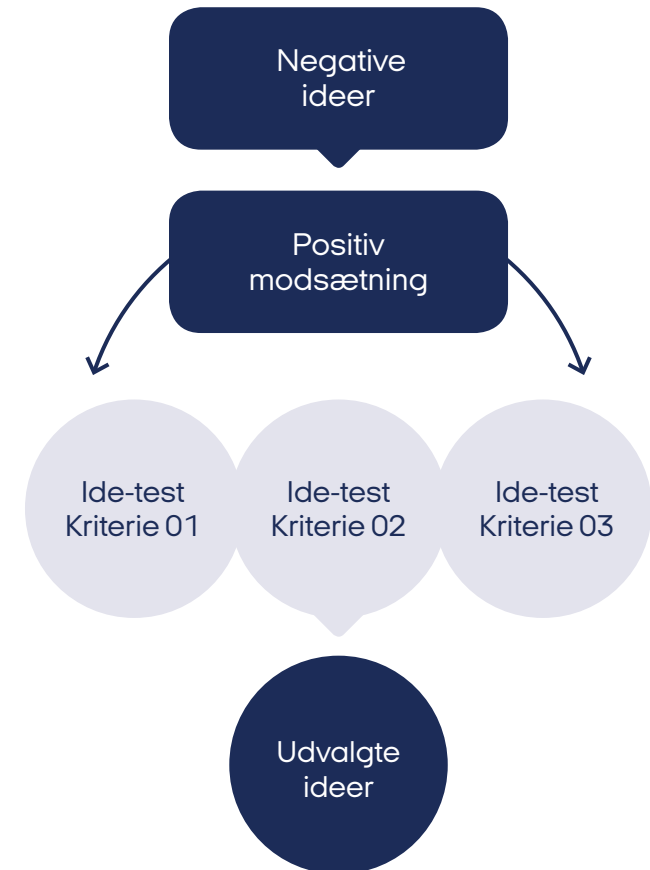 Negative
ideer
Positiv
modsætning
Ide-test
Kriterie 01
Ide-test
Kriterie 02
Ide-test
Kriterie 03
Udvalgte
ideer